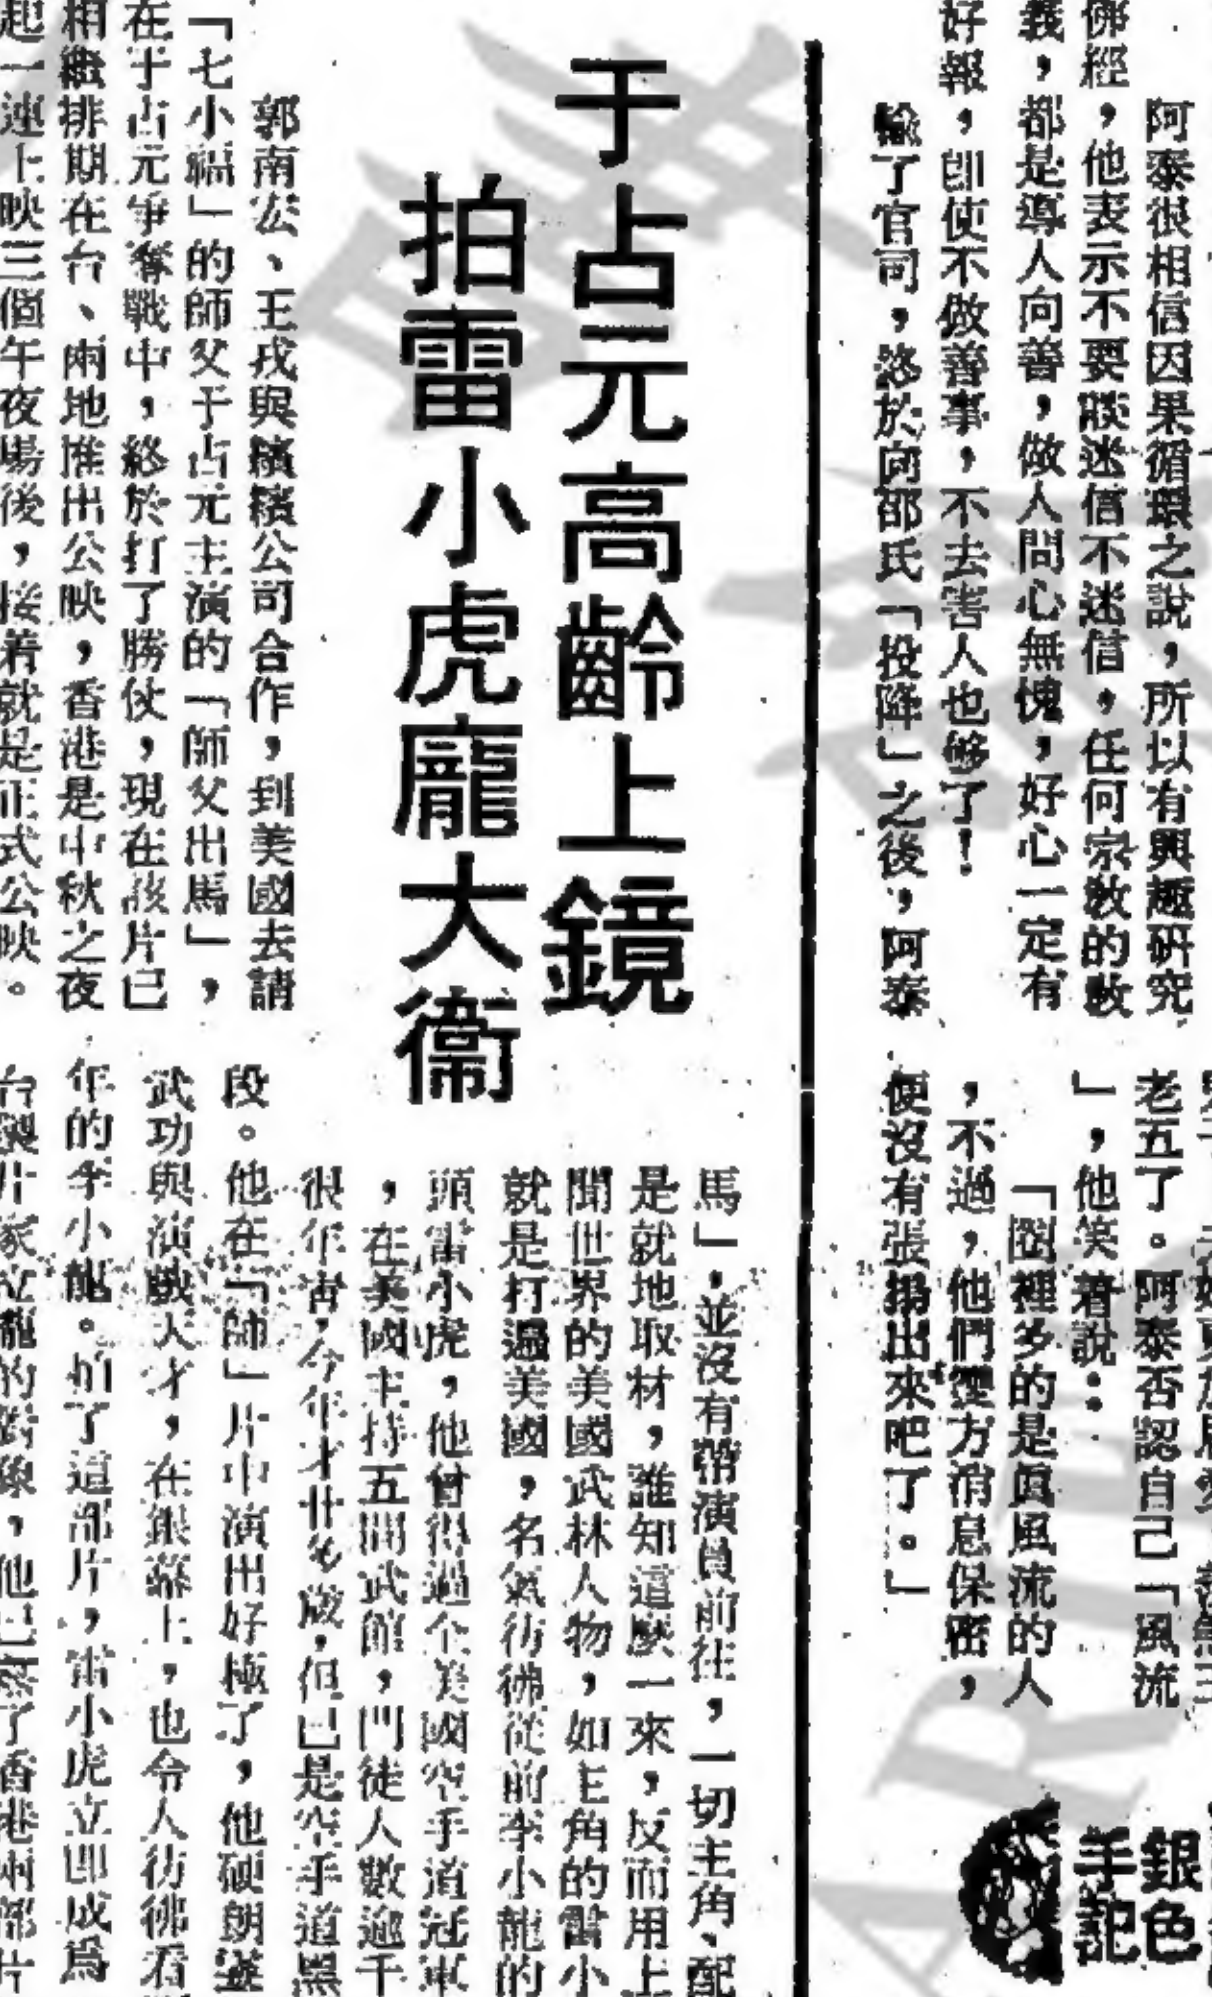 阿泰很相信因果循環之說，所以有興趣研究
佛經，他表示不要談迷信不迷信，任何宗教的教
義，都是導人向善，做人問心無愧，好心一定有
好報，卽使不做善事，不去害人也够了！
輸了官司，終於向邵氏「投降」之後，阿泰
老五了。阿泰否認自己「風流
」，他笑着說：
「圈裡多的是眞風流的人
，不過，他們雙方消息保密，
便沒有張揚出來吧了。」
銀色
手記
于占元高齡上鏡
拍雷小虎龐大衞
郭南宏、王戎與繽繽公司合作，到美國去請
「七小福」的師父于占元主演的「師父出馬」，
在于占元爭奪戰中，終於打了勝仗，現在該片已
相繼排期在台、兩地推出公映，香港是中秋之夜
起一連上映三個午夜場後，接着就是正式公映。
馬」，並沒有帶演員前往，一切主角、配
是就地取材，誰知這麽一來，反而用上
聞世界的美國武林人物，如主角的雷小
就是打遍美國，名氣彷彿從前李小龍的
頭雷小虎，他曾得過全美國空手道冠軍
，在美國主持五間武館，門徒人數逾千
很年靑，今年才廿多歲，但已是空手道黑
段。他在「師」片中演出好極了，他硬朗
武功與演戲天才，在銀幕上，也令人彷彿看
年的李小龍。拍了這部片，雷小虎立卽成爲
台製片家立龍的對象，他已簽了香港兩部片